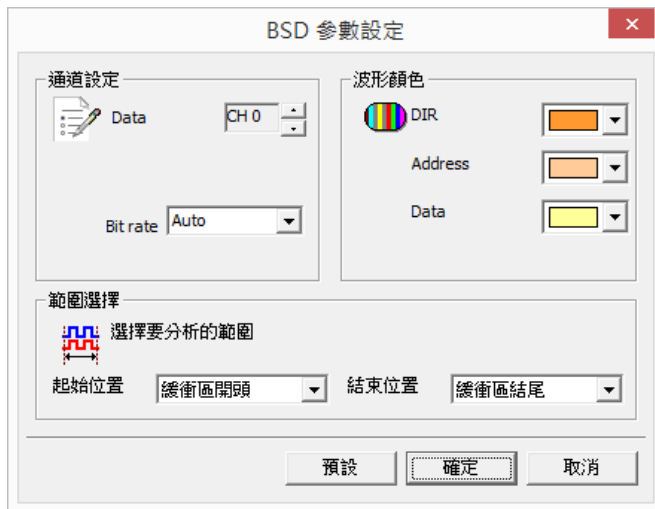 BSD 參數設定
通道設定
Data CH 0
Bit rate Auto
波形顏色
DIR
Address
Data
範圍選擇
選擇要分析的範圍
起始位置 緩衝區開頭 結束位置 緩衝區結尾
預設 確定 取消